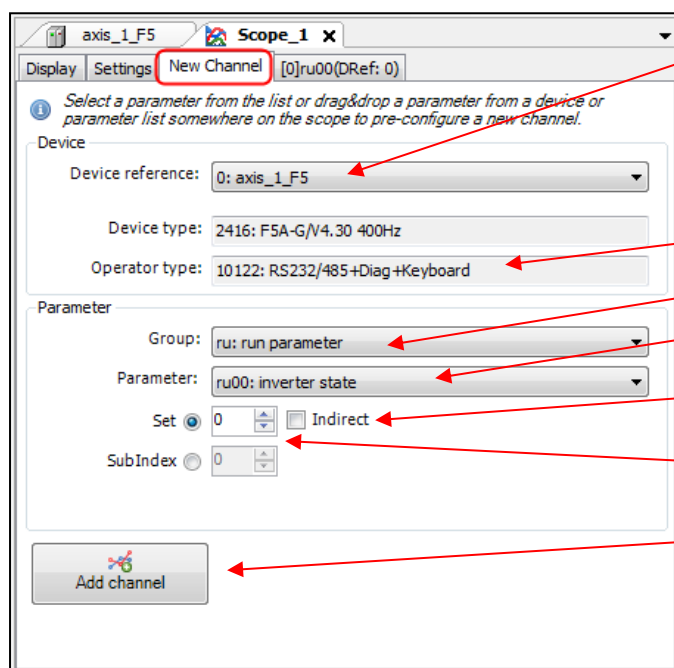 axis_1_F5 Scope_1 x
Display Settings New Channel [0]ru00(DRef: 0)
Select a parameter from the list or drag&drop a parameter from a device or
parameter list somewhere on the scope to pre-configure a new channel.
Device
Device reference: 0: axis_1_F5
Device type: 2416: F5A-G/V4.30 400Hz
Operator type: 10122: RS232/485+Diag+Keyboard
Parameter
Group: ru: run parameter
Parameter: ru00: inverter state
Set 0 Indirect
SubIndex 0
Add channel